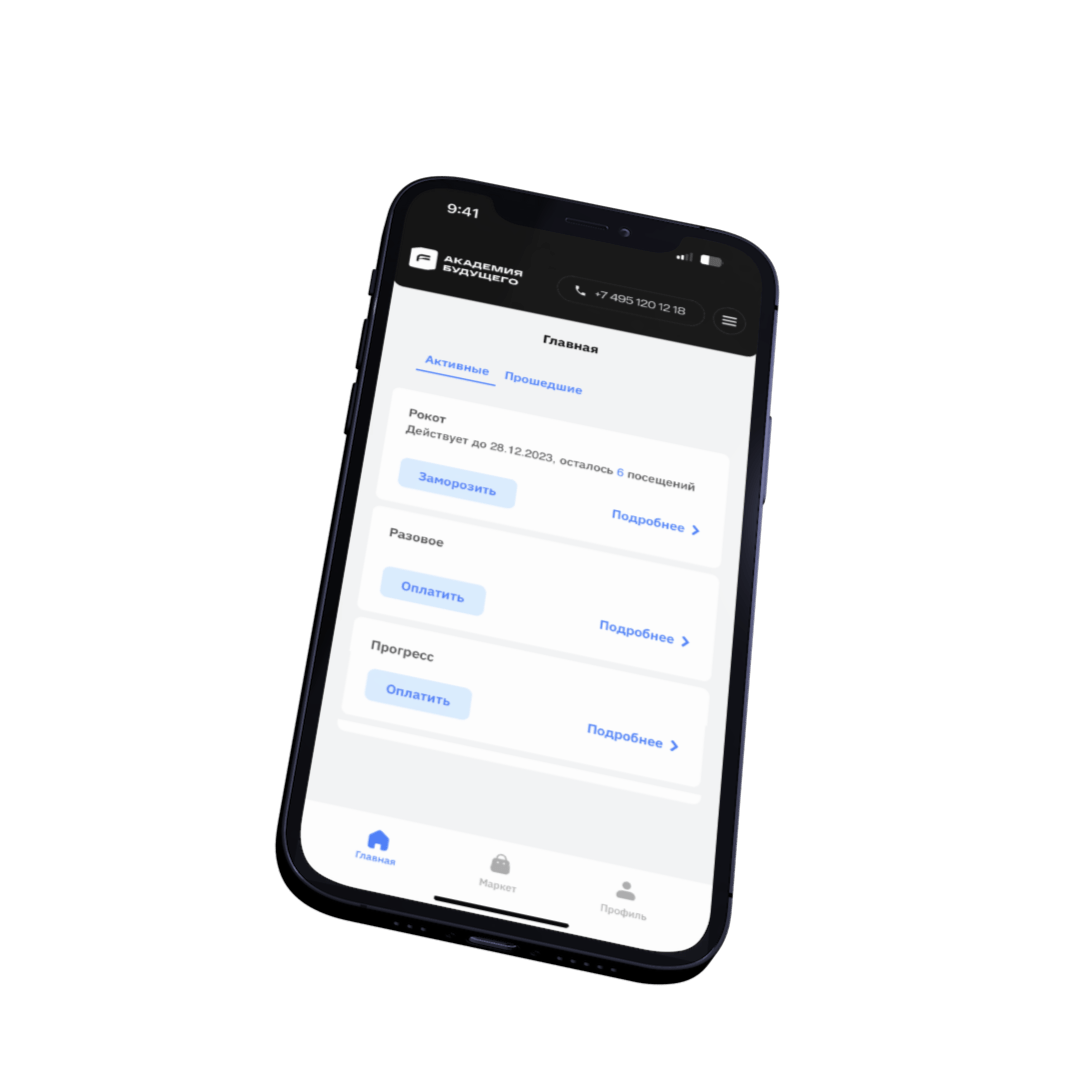 9:41
АКАДЕМИЯ
БУДУЩЕГО
+7 495 120 12 18
Главная
Активные
Прошедшие
Рокот
Действует до 28.12.2023, осталось 6 посещений
Заморозить
Подробнее
Разовое
Оплатить
Подробнее
Прогресс
Оплатить
Подробнее
Главная
Маркет
Профиль